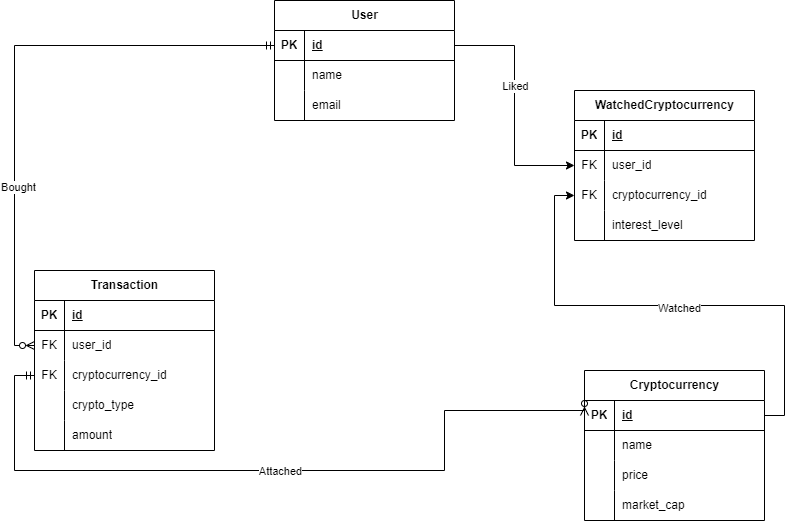 User
PK id
name
email
Liked
WatchedCryptocurrency
PK id
FK user_id
FK cryptocurrency_id
interest_level
Bought
Transaction
PK id
FK user_id
FK cryptocurrency_id
crypto_type
amount
Watched
Cryptocurrency
PK id
name
price
market_cap
Attached